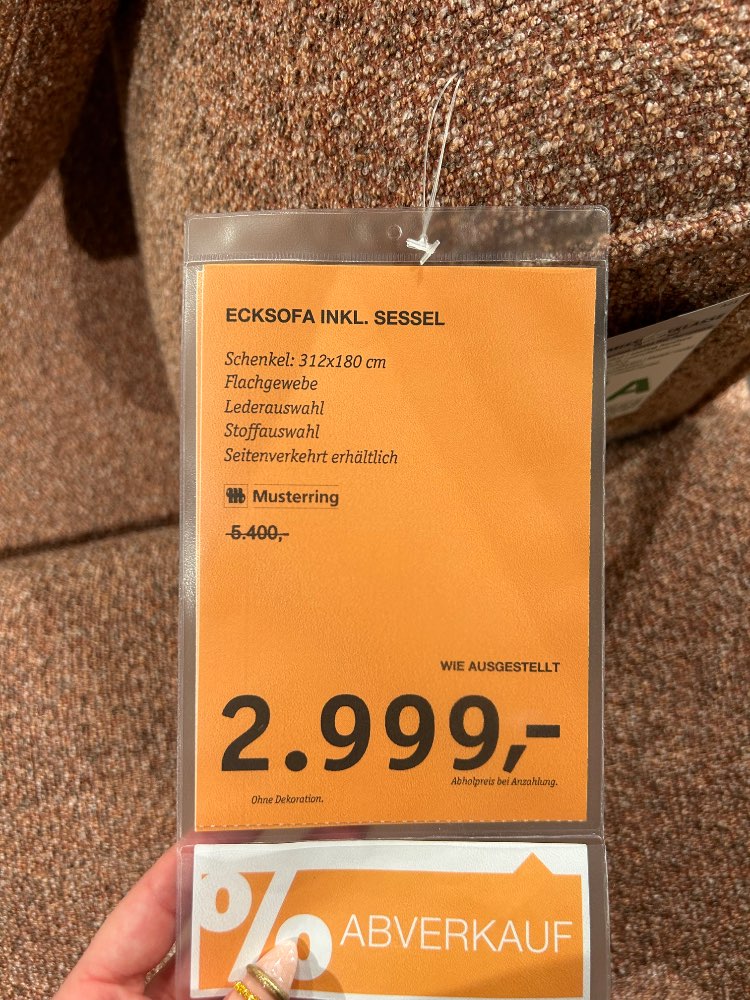 ECKSOFA INKL. SESSEL
Schenkel: 312x180 cm
Flachgewebe
Lederauswahl
Stoffauswahl
Seitenverkehrt erhältlich
Musterring
5.400,-
WIE AUSGESTELLT
2.999,-
Abholpreis bei Anzahlung.
Ohne Dekoration.
% ABVERKAUF